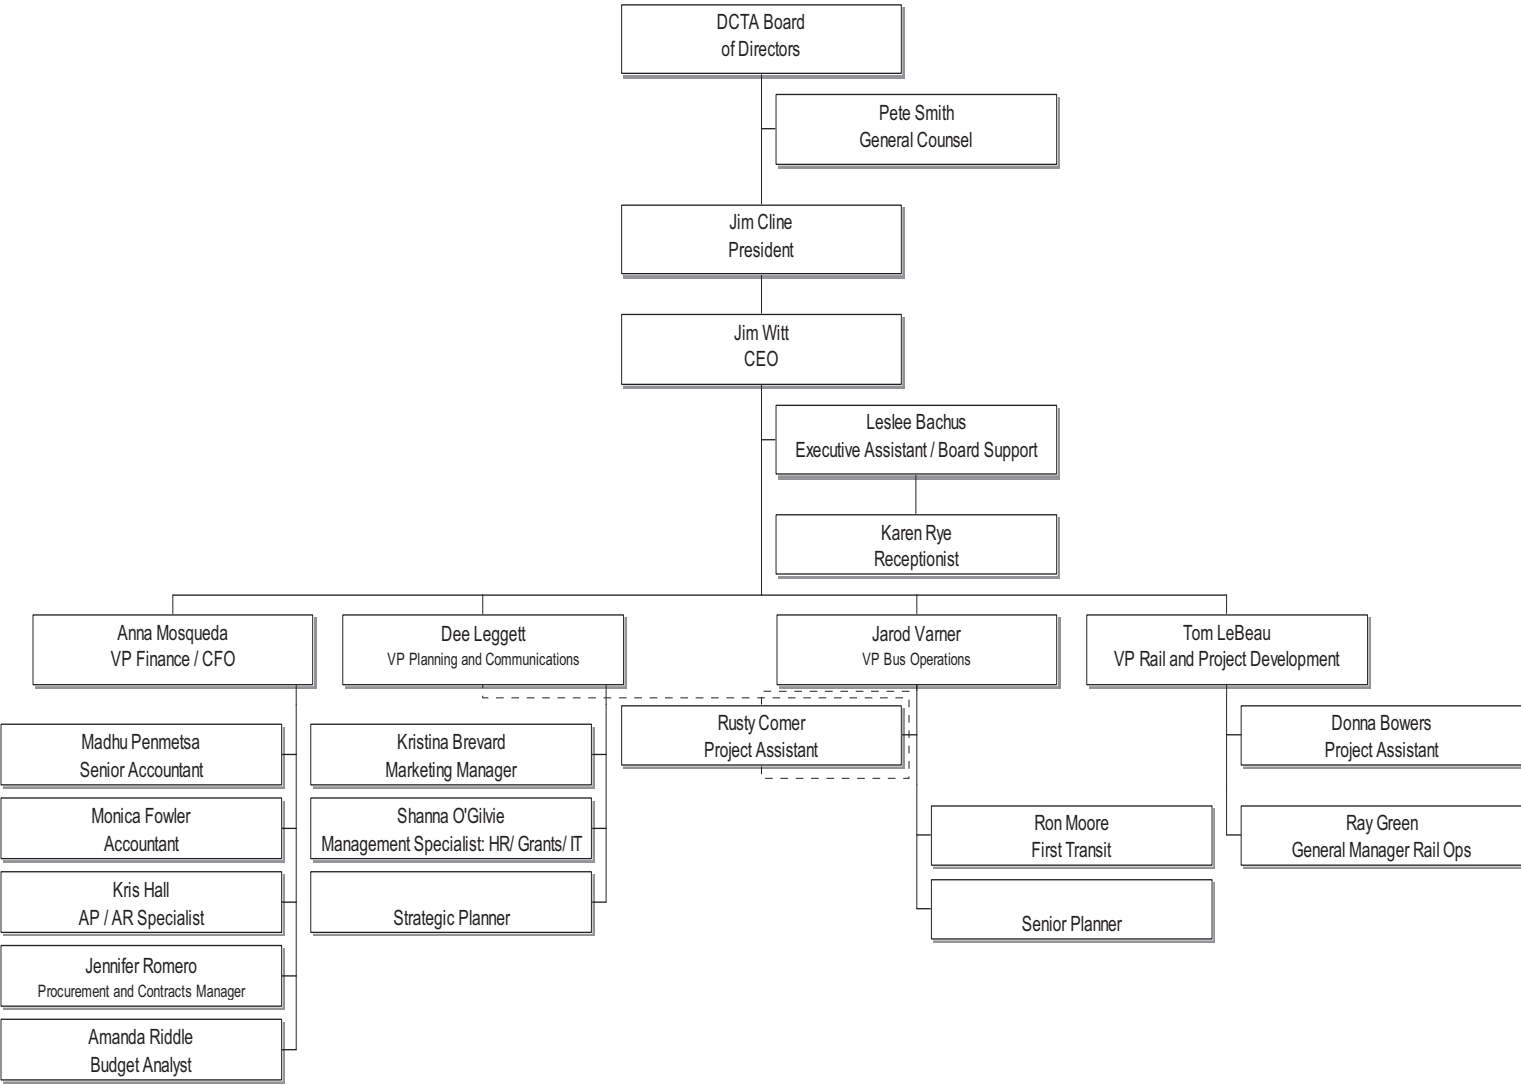 DCTA Board
of Directors
Pete Smith
General Counsel
Jim Cline
President
Jim Witt
CEO
Leslee Bachus
Executive Assistant / Board Support
Karen Rye
Receptionist
Anna Mosqueda
VP Finance / CFO
Dee Leggett
VP Planning and Communications
Jarod Varner
VP Bus Operations
Tom LeBeau
VP Rail and Project Development
Madhu Penmetsa
Senior Accountant
Monica Fowler
Accountant
Kris Hall
AP / AR Specialist
Jennifer Romero
Procurement and Contracts Manager
Amanda Riddle
Budget Analyst
Kristina Brevard
Marketing Manager
Shanna O'Gilvie
Management Specialist: HR/ Grants/ IT
Strategic Planner
Rusty Comer
Project Assistant
Ron Moore
First Transit
Senior Planner
Donna Bowers
Project Assistant
Ray Green
General Manager Rail Ops